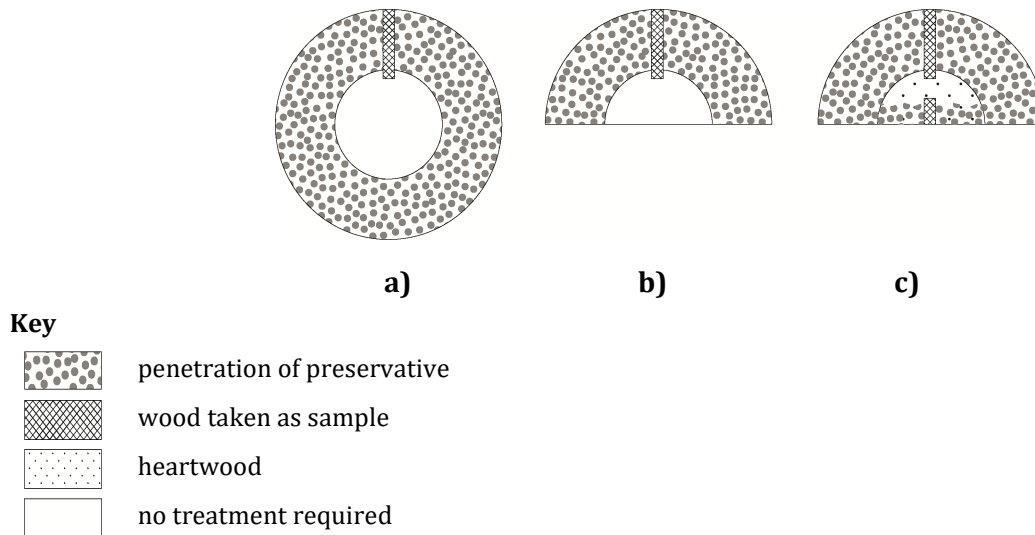 a) b) c)
Key
penetration of preservative
wood taken as sample
heartwood
no treatment required